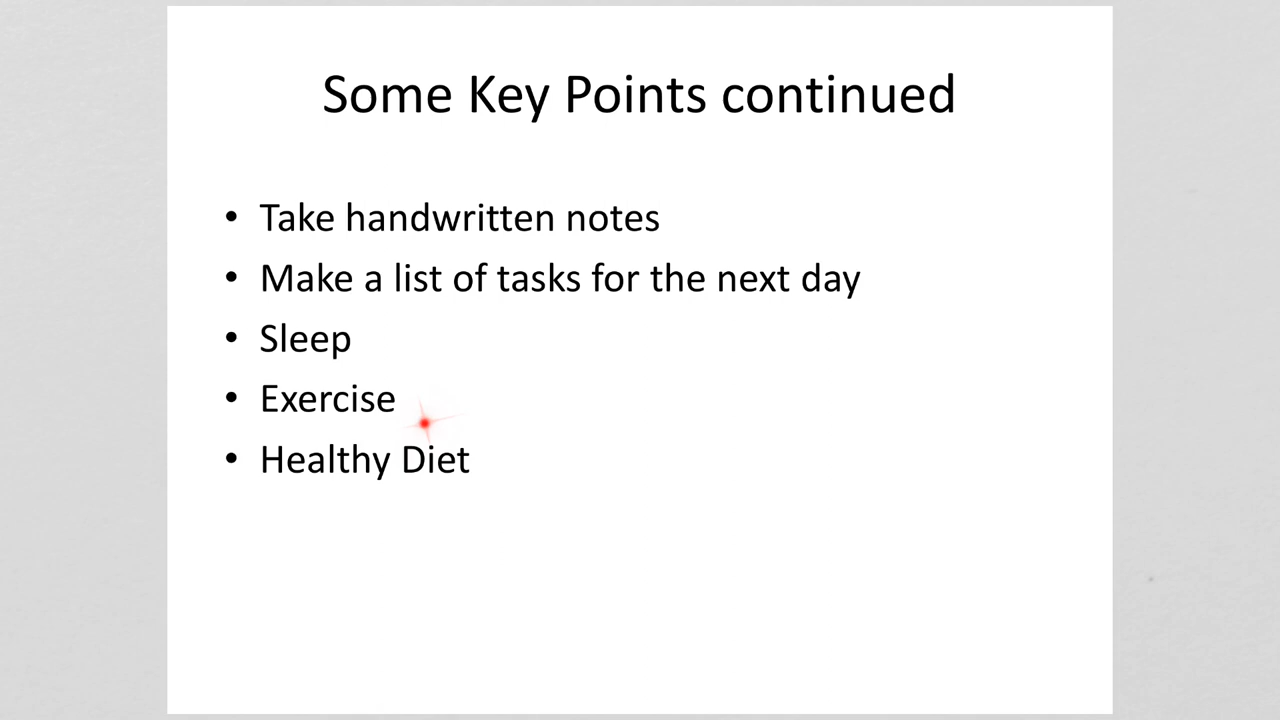 Some Key Points continued
• Take handwritten notes
• Make a list of tasks for the next day
• Sleep
• Exercise
• Healthy Diet